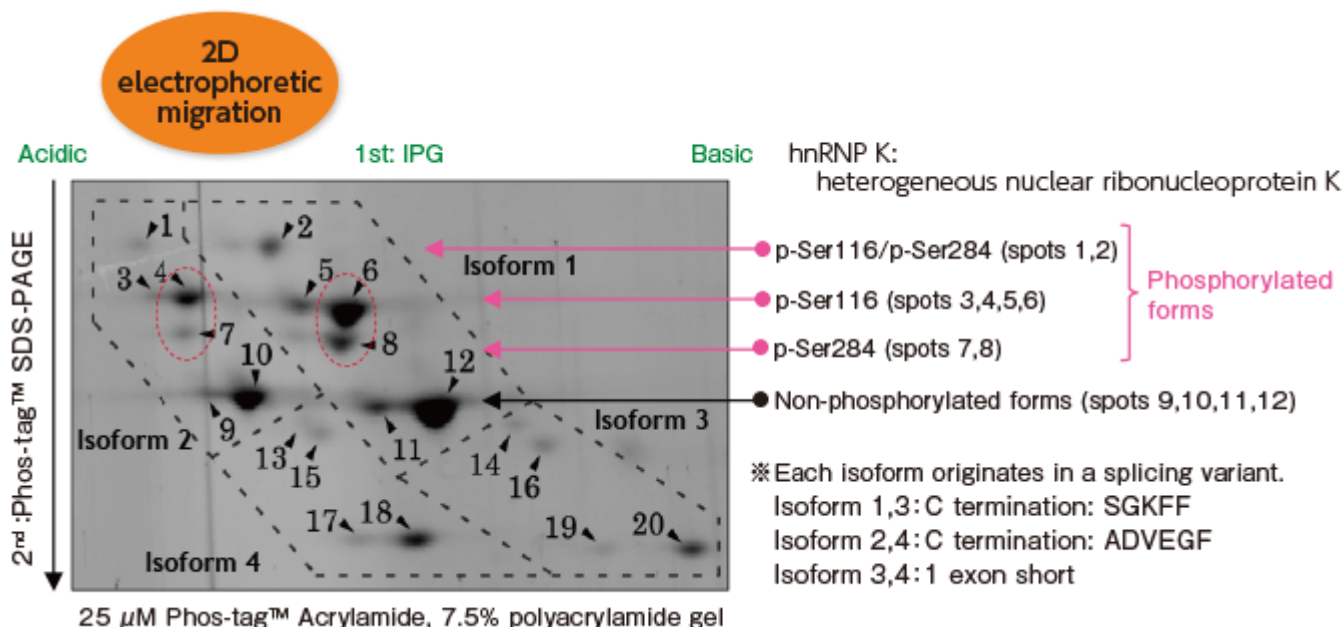 2D
electrophoretic
migration
Acidic
1st: IPG
Basic
hnRNP K:
heterogeneous nuclear ribonucleoprotein K
2nd:Phos-tag™ SDS-PAGE
1
2
Isoform 1
3
4
5
6
7
8
10
12
9
11
Isoform 2
Isoform 3
13
15
14
16
17
18
19
20
Isoform 4
p-Ser116/p-Ser284 (spots 1,2)
p-Ser116 (spots 3,4,5,6)
p-Ser284 (spots 7,8)
Phosphorylated
forms
Non-phosphorylated forms (spots 9,10,11,12)
※Each isoform originates in a splicing variant.
Isoform 1,3:C termination: SGKFF
Isoform 2,4:C termination: ADVEGF
Isoform 3,4:1 exon short
25 µM Phos-tag™ Acrylamide, 7.5% polyacrylamide gel